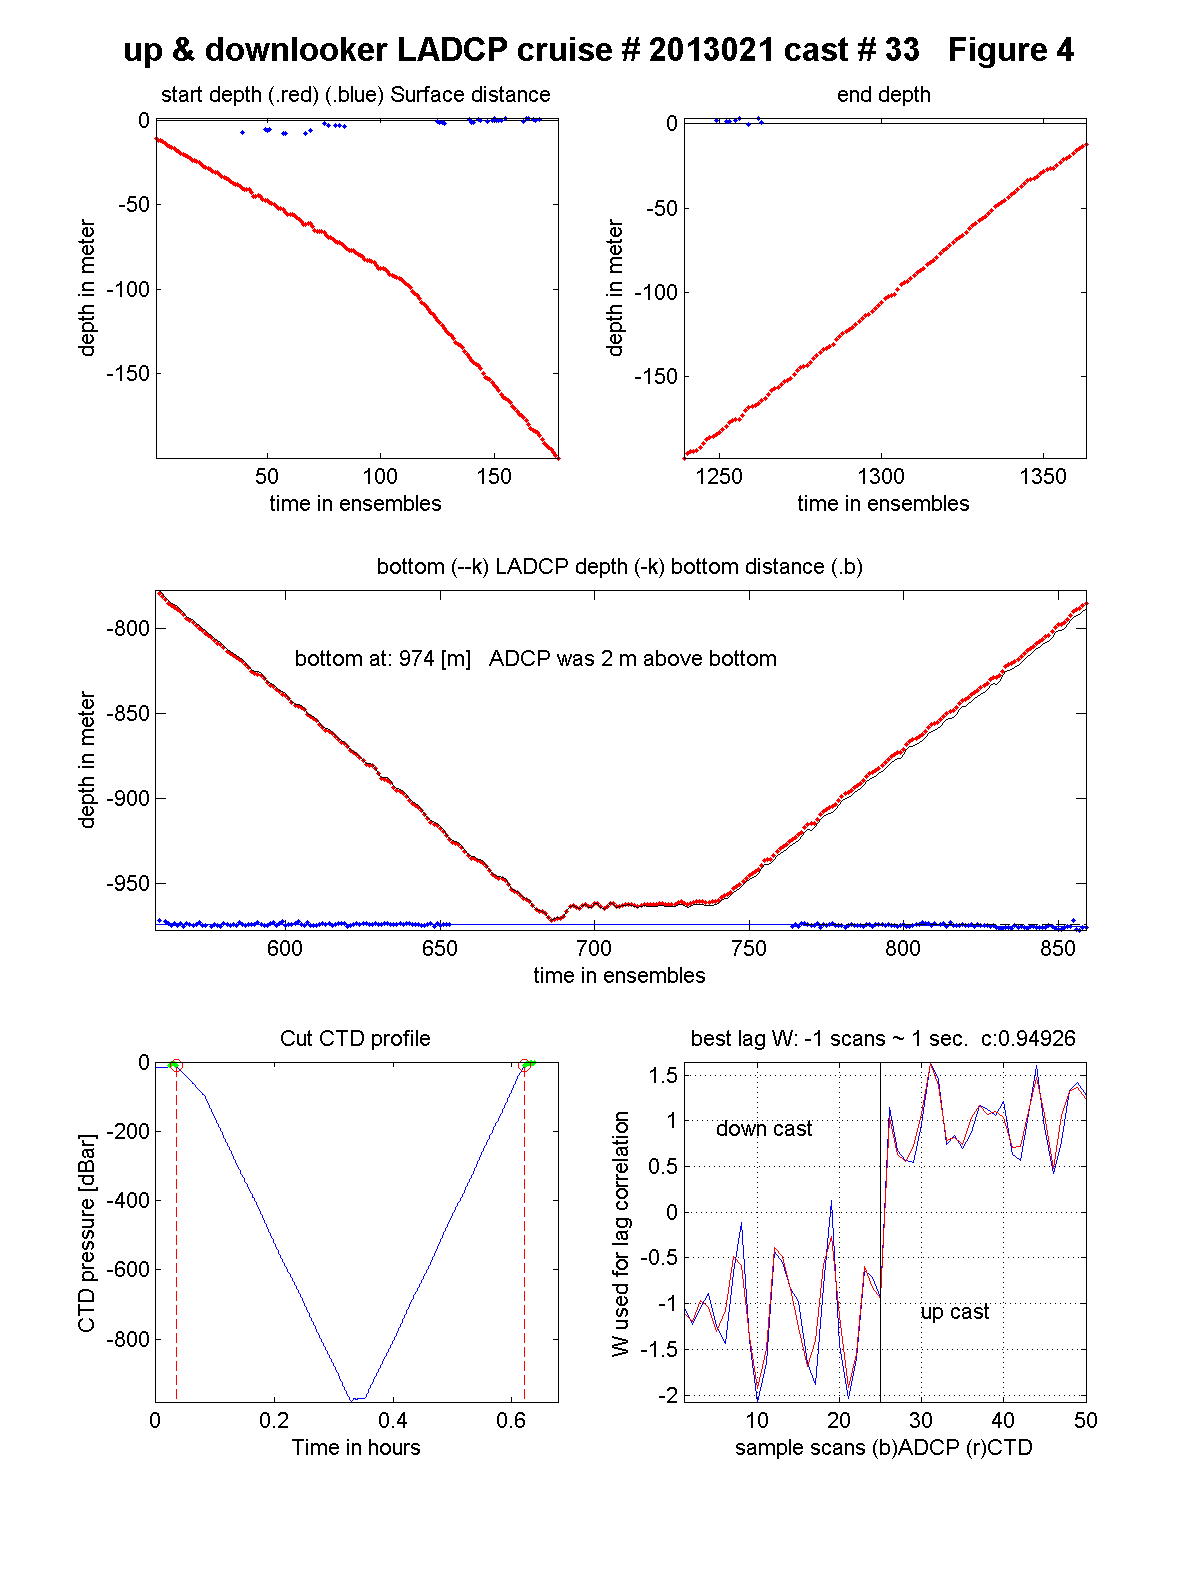 up & downlooker LADCP cruise # 2013021 cast # 33   Figure 4
start depth (.red) (.blue) Surface distance
0
-50
-100
-150
depth in meter
50 100 150
time in ensembles
end depth
0
-50
-100
-150
depth in meter
1250 1300 1350
time in ensembles
bottom (--k) LADCP depth (-k) bottom distance (.b)
bottom at: 974 [m]   ADCP was 2 m above bottom
-800
-850
-900
-950
depth in meter
600 650 700 750 800 850
time in ensembles
Cut CTD profile
0
-200
-400
-600
-800
CTD pressure [dBar]
0 0.2 0.4 0.6
Time in hours
best lag W: -1 scans ~ 1 sec.  c:0.94926
1.5
1
0.5
0
-0.5
-1
-1.5
-2
W used for lag correlation
down cast
up cast
10 20 30 40 50
sample scans (b)ADCP (r)CTD